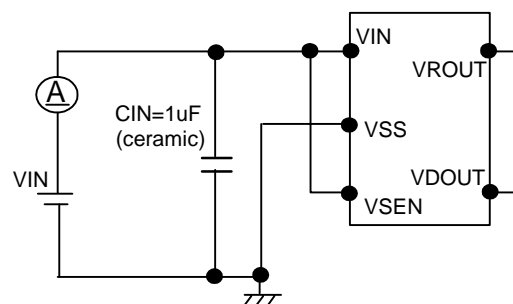 VIN
VROUT
A
CIN=1uF
(ceramic)
VSS
VIN
VDOUT
VSEN